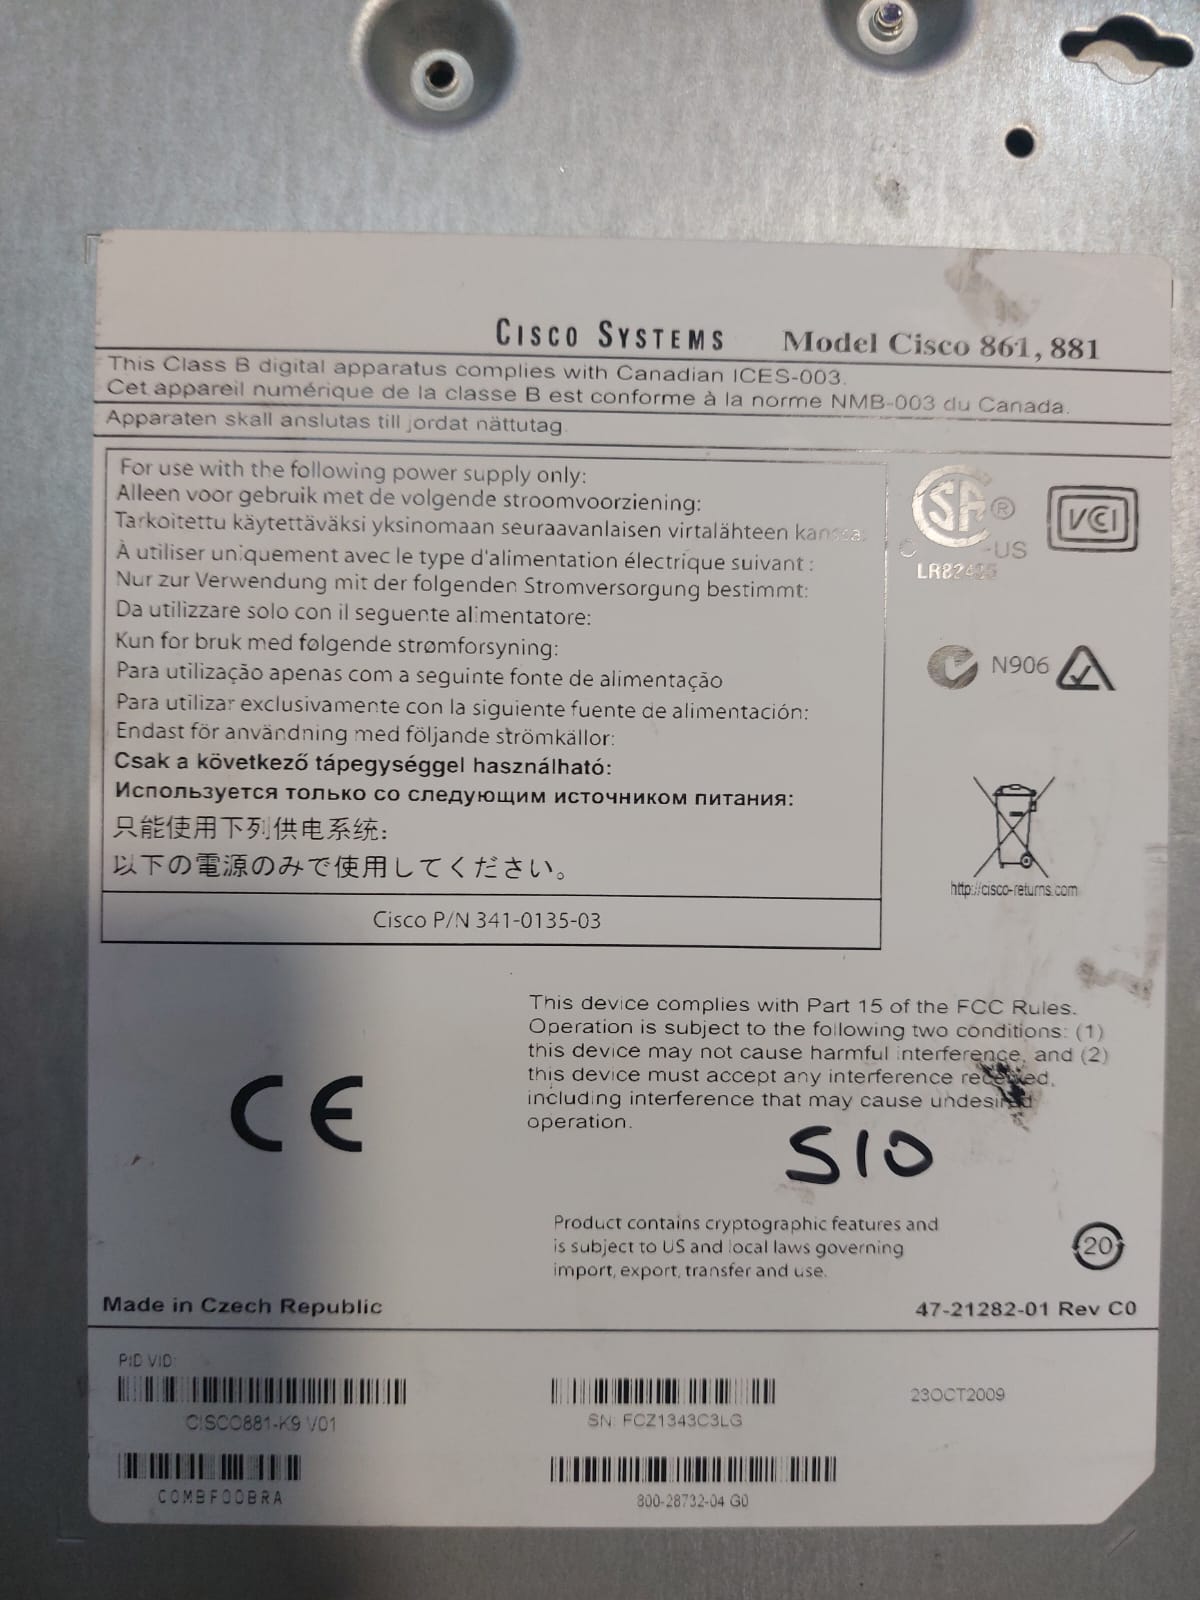 CISCO SYSTEMS Model Cisco 861, 881
This Class B digital apparatus complies with Canadian ICES-003.
Cet appareil numérique de la classe B est conforme à la norme NMB-003 du Canada.
Apparaten skall anslutas till jordat nättutag
For use with the following power supply only:
Alleen voor gebruik met de volgende stroomvoorziening:
Tarkoitettu käytettäväksi yksinomaan seuraavanlaisen virtalähteen kanssa.
À utiliser uniquement avec le type d'alimentation électrique suivant :
Nur zur Verwendung mit der folgenden Stromversorgung bestimmt:
Da utilizzare solo con il seguente alimentatore:
Kun for bruk med følgende strømforsyning:
Para utilização apenas com a seguinte fonte de alimentação
Para utilizar exclusivamente con la siguiente fuente de alimentación:
Endast för användning med följande strömkällor:
Csak a következő tápegységgel használható:
Используется только со следующим источником питания:
只能使用下列供电系统:
以下の電源のみで使用してください。
Cisco P/N 341-0135-03
SA ®
C -US
VCI
N906
http://cisco-returns.com
CE
This device complies with Part 15 of the FCC Rules.
Operation is subject to the following two conditions: (1)
this device may not cause harmful interference, and (2)
this device must accept any interference received,
including interference that may cause undesired
operation.
S10
Product contains cryptographic features and
is subject to US and local laws governing
import, export, transfer and use.
20
Made in Czech Republic
47-21282-01 Rev C0
PID VID:
CISCO881-K9 V01
SN: FCZ1343C3LG
23OCT2009
COMBF00BRA
800-28732-04 G0